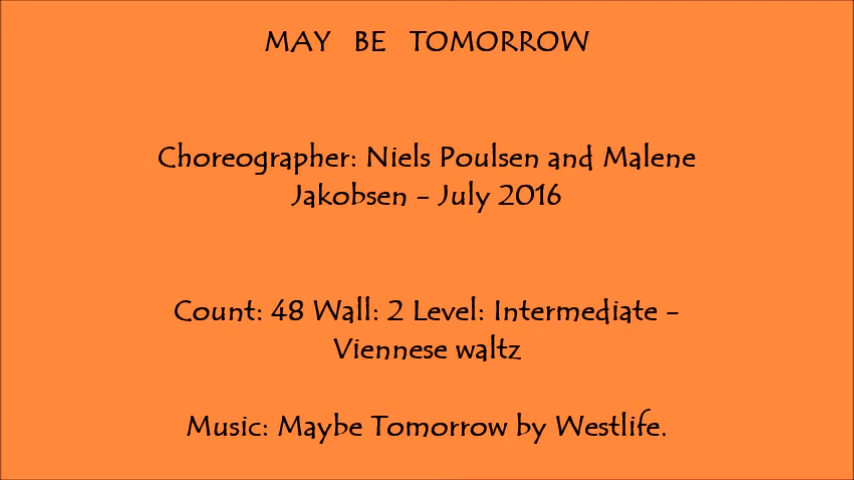 MAY BE TOMORROW
Choreographer: Niels Poulsen and Malene
Jakobsen - July 2016
Count: 48 Wall: 2 Level: Intermediate -
Viennese waltz
Music: Maybe Tomorrow by Westlife.